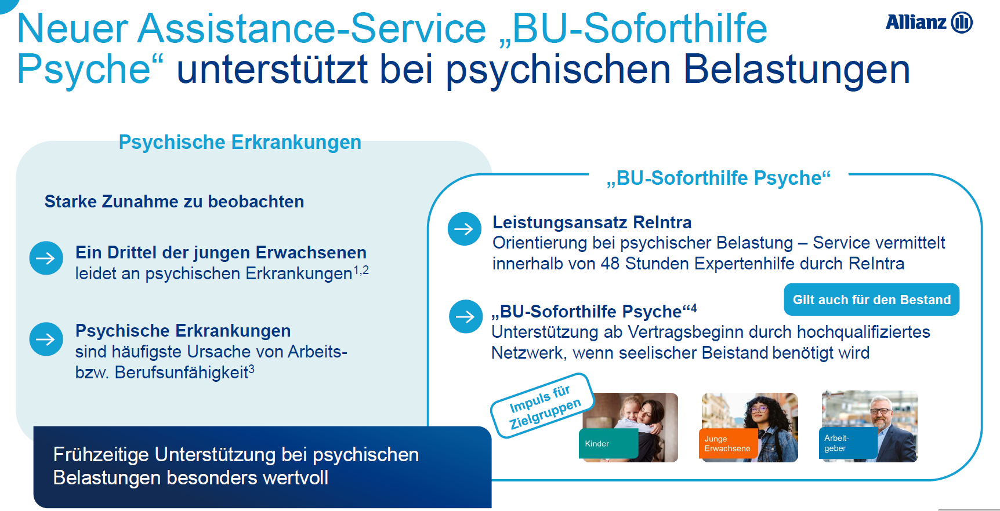 Neuer Assistance-Service „BU-Soforthilfe
Psyche“ unterstützt bei psychischen Belastungen
Allianz
Psychische Erkrankungen
Starke Zunahme zu beobachten
Ein Drittel der jungen Erwachsenen
leidet an psychischen Erkrankungen1,2
Psychische Erkrankungen
sind häufigste Ursache von Arbeits-
bzw. Berufsunfähigkeit3
Frühzeitige Unterstützung bei psychischen
Belastungen besonders wertvoll
„BU-Soforthilfe Psyche“
Leistungsansatz ReIntra
Orientierung bei psychischer Belastung – Service vermittelt
innerhalb von 48 Stunden Expertenhilfe durch ReIntra
Gilt auch für den Bestand
„BU-Soforthilfe Psyche“4
Unterstützung ab Vertragsbeginn durch hochqualifiziertes
Netzwerk, wenn seelischer Beistand benötigt wird
Impuls für
Zielgruppen
Kinder
Junge
Erwachsene
Arbeit-
geber